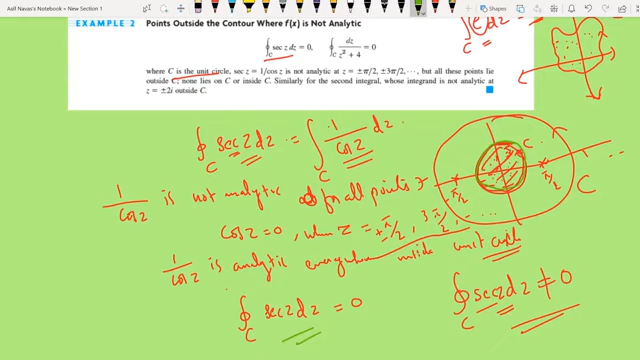 Asif Navas's Notebook » Web Notes
New Section 1
EXAMPLE 2 Points Outside the Contour Where f(x) Is Not Analytic
∮_C sec z dz = 0, ∮_C dz/(z² + 4) = 0
where C is the unit circle, sec z = 1/cos z is not analytic at z = ±π/2, ±3π/2, ⋯, but all these points lie
outside C; none lies on C or inside C. Similarly for the second integral, whose integrand is not analytic at
z = ±2i outside C.
∮_C sec z dz = ∫_C 1/cos z dz.
C
π/2
-π/2
C
1/cos z is not analytic for all points
cos z = 0, when z = ±π/2, 3π/2, ...
1/cos z is analytic everywhere inside unit circle
∮_C sec z dz = 0
∮_C sec z dz ≠ 0